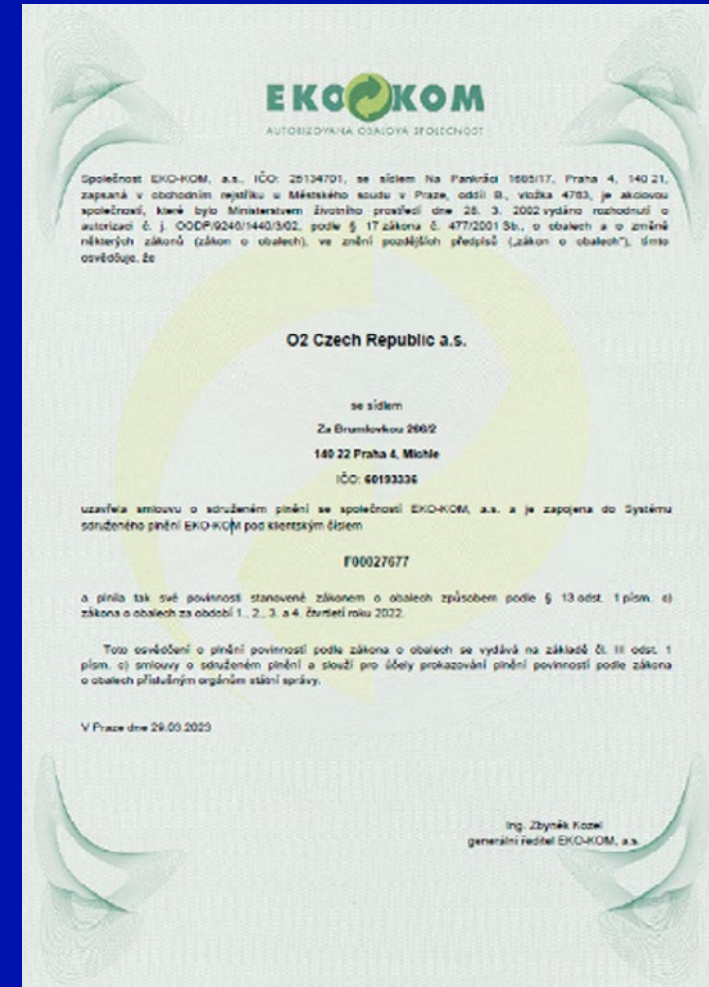 EKO KOM
AUTORIZOVANÁ OBALOVÁ SPOLEČNOST
Společnost EKO-KOM, a.s., IČO: 25134701, se sídlem Na Pankráci 1685/17, Praha 4, 140 21,
zapsaná v obchodním rejstříku u Městského soudu v Praze, oddíl B., vložka 4763, je akciovou
společností, které bylo Ministerstvem životního prostředí dne 28. 3. 2002 vydáno rozhodnutí o
autorizaci č. j. OODP/9246/1440/3/02, podle § 17 zákona č. 477/2001 Sb., o obalech a o změně
některých zákonů (zákon o obalech), ve znění pozdějších předpisů („zákon o obalech"), tímto
osvědčuje, že
O2 Czech Republic a.s.
se sídlem
Za Brumlovkou 266/2
140 22 Praha 4, Michle
IČO: 60193336
uzavřela smlouvu o sdruženém plnění se společností EKO-KOM, a.s. a je zapojena do Systému
sdruženého plnění EKO-KOM pod klientským číslem
F00027677
a plnila tak své povinnosti stanovené zákonem o obalech způsobem podle § 13 odst. 1 písm. c)
zákona o obalech za období 1., 2., 3. a 4. čtvrtletí roku 2022.
Toto osvědčení o plnění povinností podle zákona o obalech se vydává na základě čl. III odst. 1
písm. c) smlouvy o sdruženém plnění a slouží pro účely prokazování plnění povinností podle zákona
o obalech příslušným orgánům státní správy.
V Praze dne 29.03.2023
Ing. Zbyněk Kozel
generální ředitel EKO-KOM, a.s.